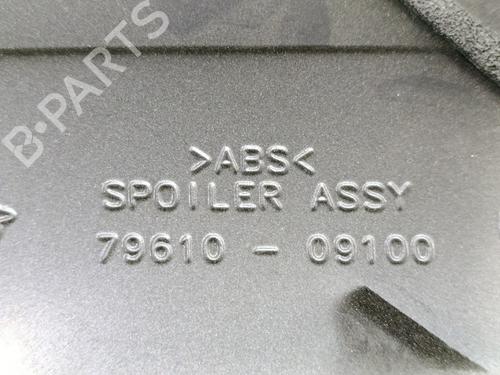 B-PARTS
>ABS<
SPOILER ASSY
79610 - 09100